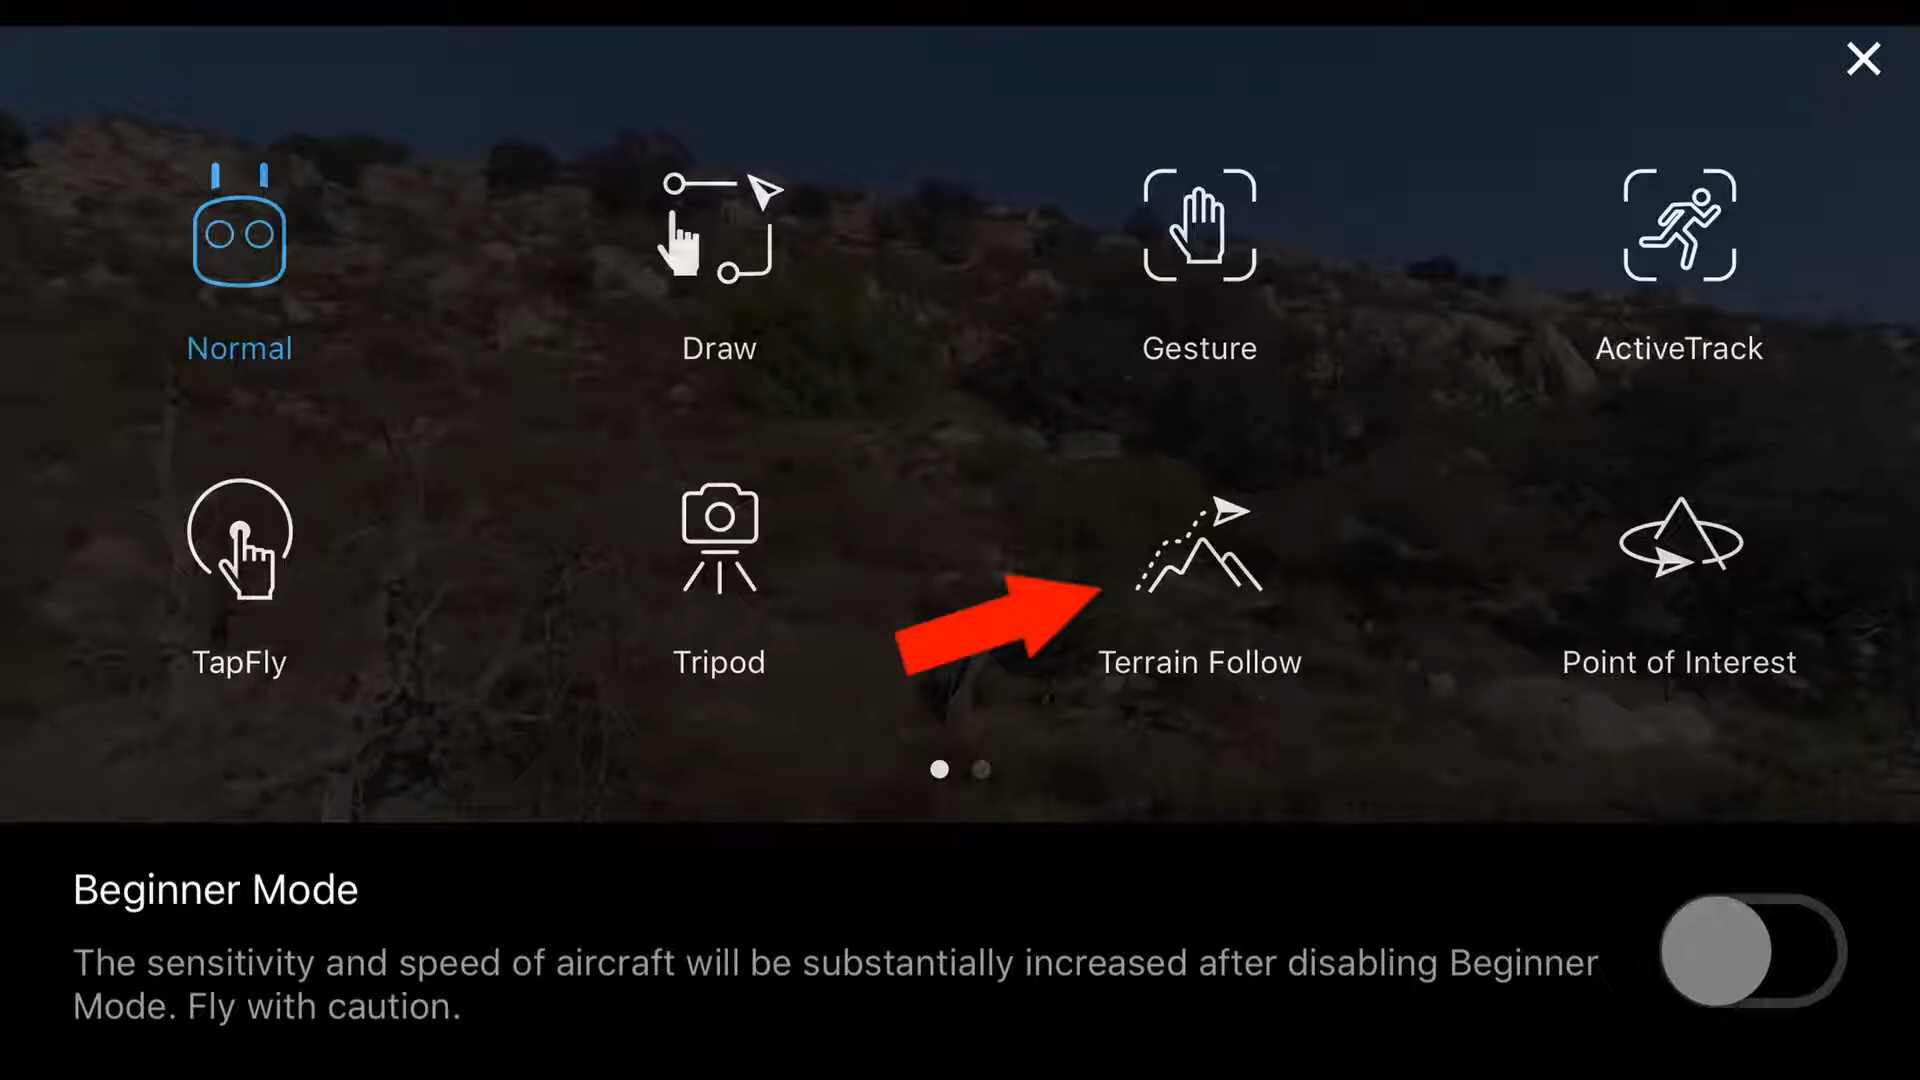 Normal
Draw
Gesture
ActiveTrack
TapFly
Tripod
Terrain Follow
Point of Interest
Beginner Mode
The sensitivity and speed of aircraft will be substantially increased after disabling Beginner
Mode. Fly with caution.